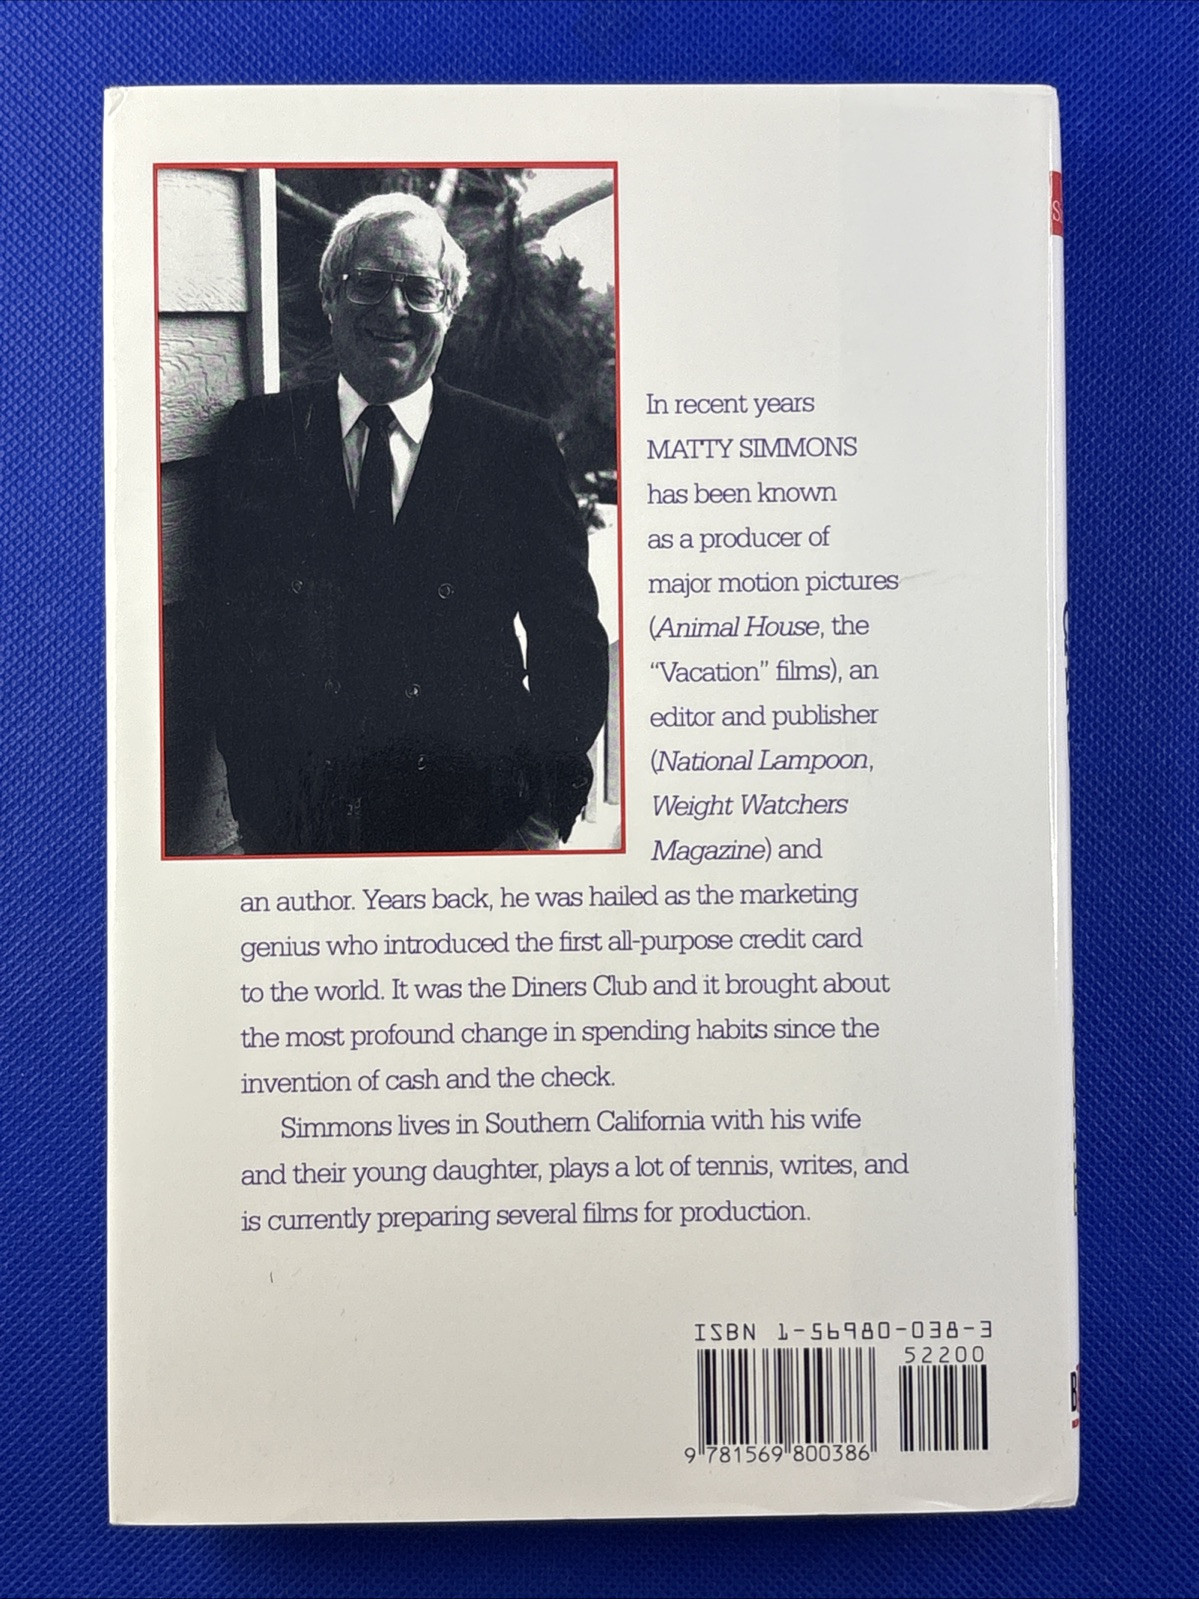 In recent years
MATTY SIMMONS
has been known
as a producer of
major motion pictures
(Animal House, the
“Vacation” films), an
editor and publisher
(National Lampoon,
Weight Watchers
Magazine) and
an author. Years back, he was hailed as the marketing
genius who introduced the first all-purpose credit card
to the world. It was the Diners Club and it brought about
the most profound change in spending habits since the
invention of cash and the check.
Simmons lives in Southern California with his wife
and their young daughter, plays a lot of tennis, writes, and
is currently preparing several films for production.
ISBN 1-56980-038-3
52200
9 781569 800386